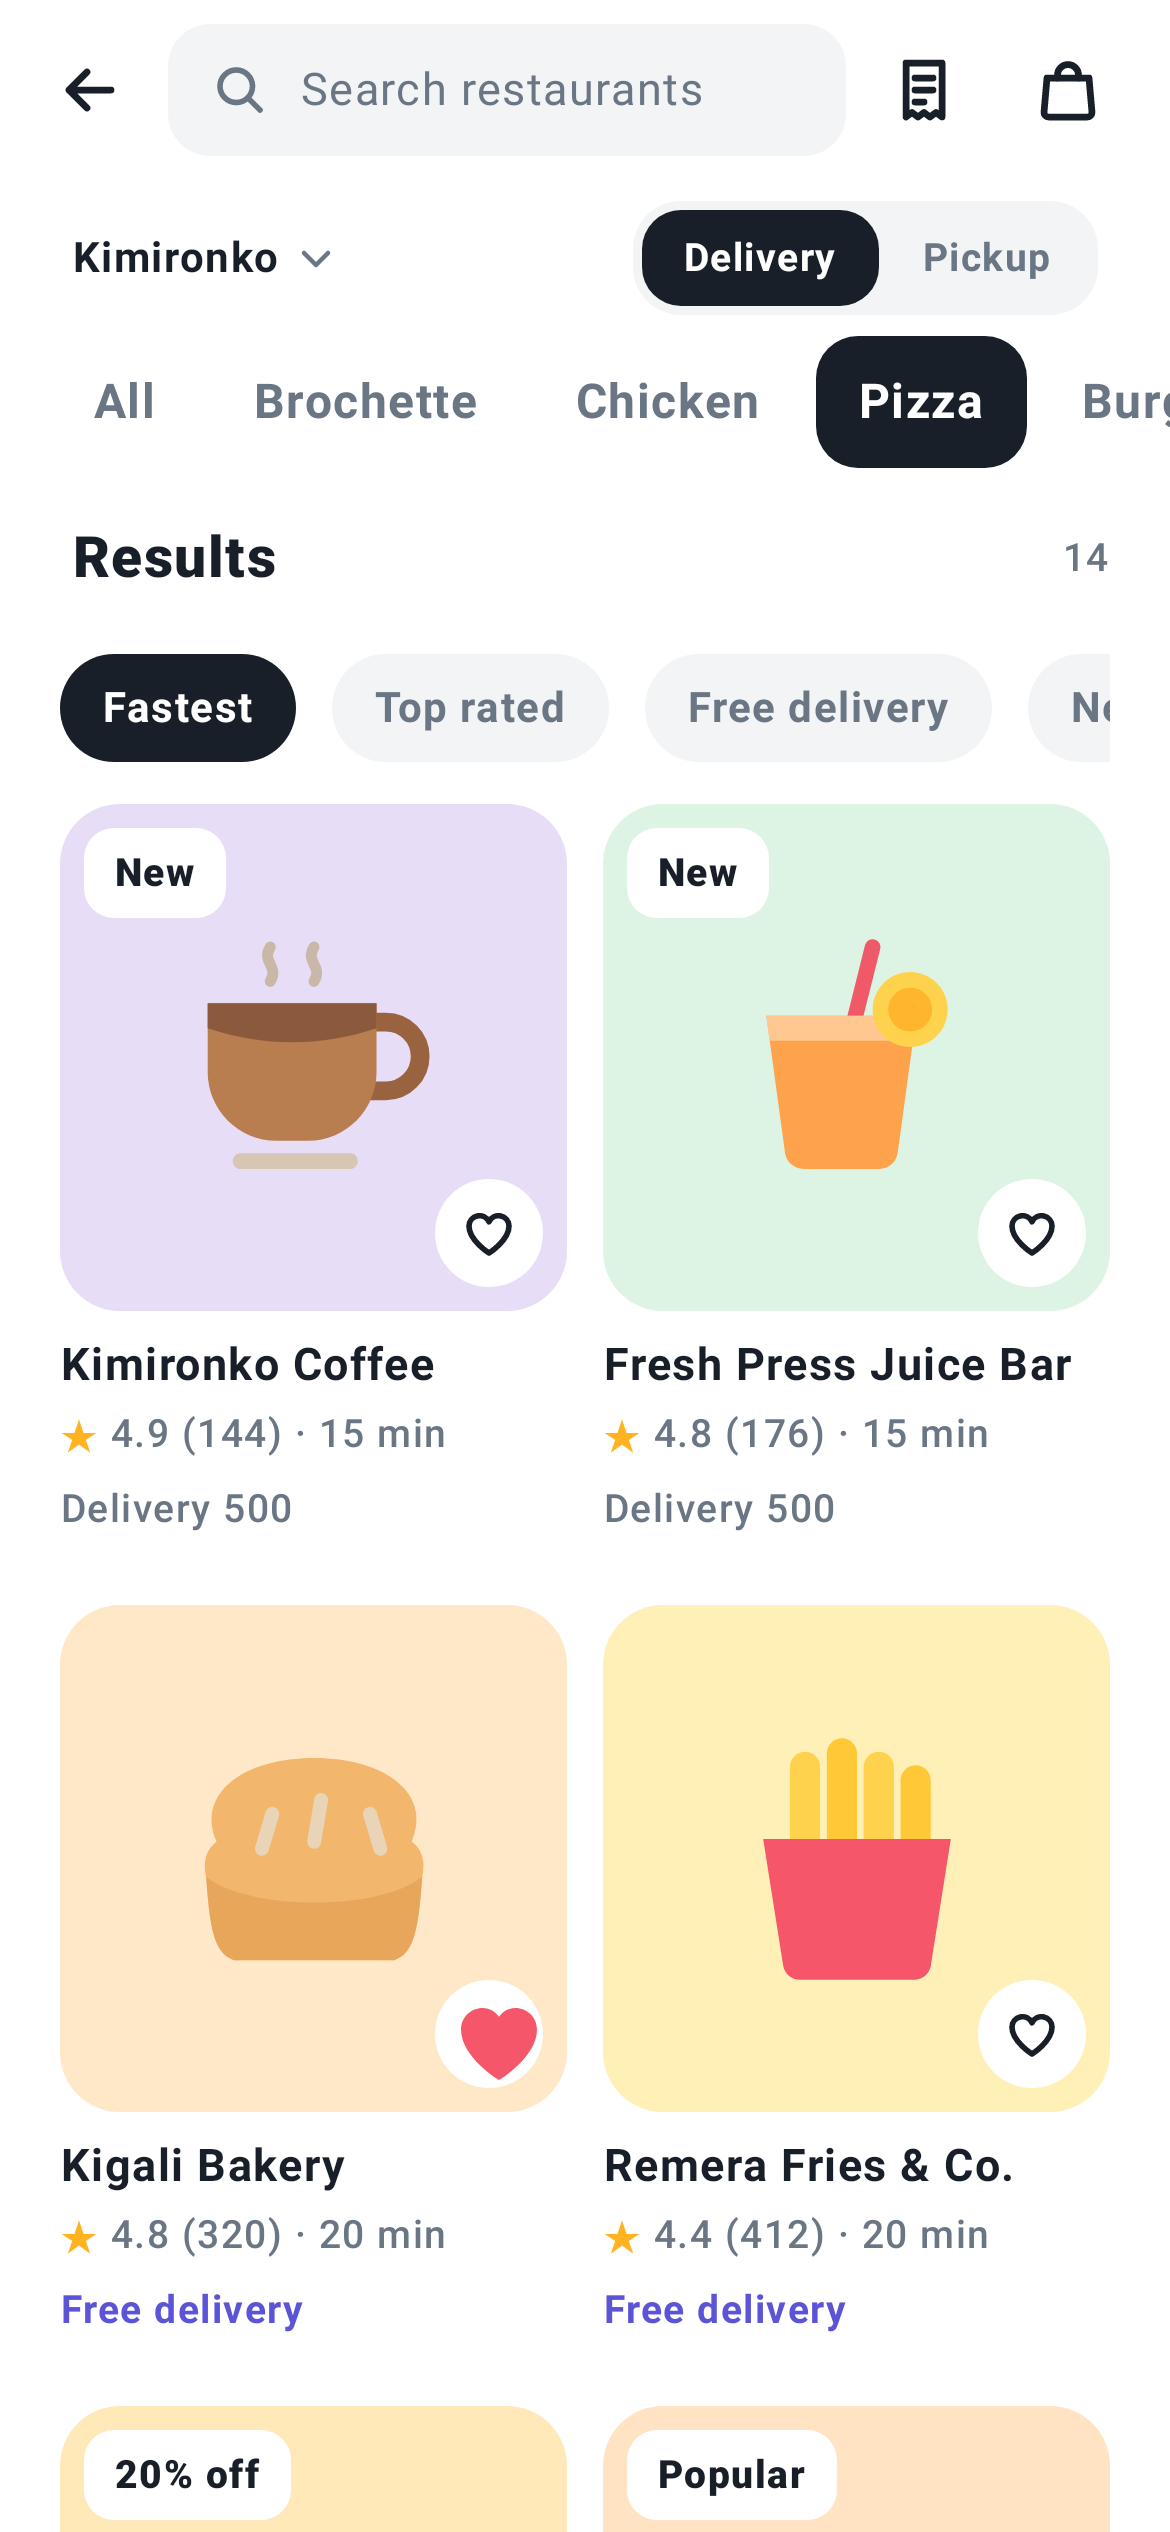 Search restaurants
Kimironko
Delivery
Pickup
All
Brochette
Chicken
Pizza
Results
14
Fastest
Top rated
Free delivery
New
New
Kimironko Coffee
Fresh Press Juice Bar
4.9 (144) · 15 min
4.8 (176) · 15 min
Delivery 500
Delivery 500
Kigali Bakery
Remera Fries & Co.
4.8 (320) · 20 min
4.4 (412) · 20 min
Free delivery
Free delivery
20% off
Popular